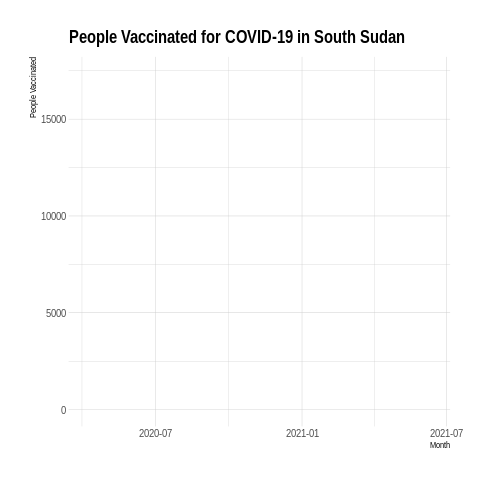 People Vaccinated for COVID-19 in South Sudan
People Vaccinated
15000
10000
5000
0
2020-07 2021-01 2021-07
Month